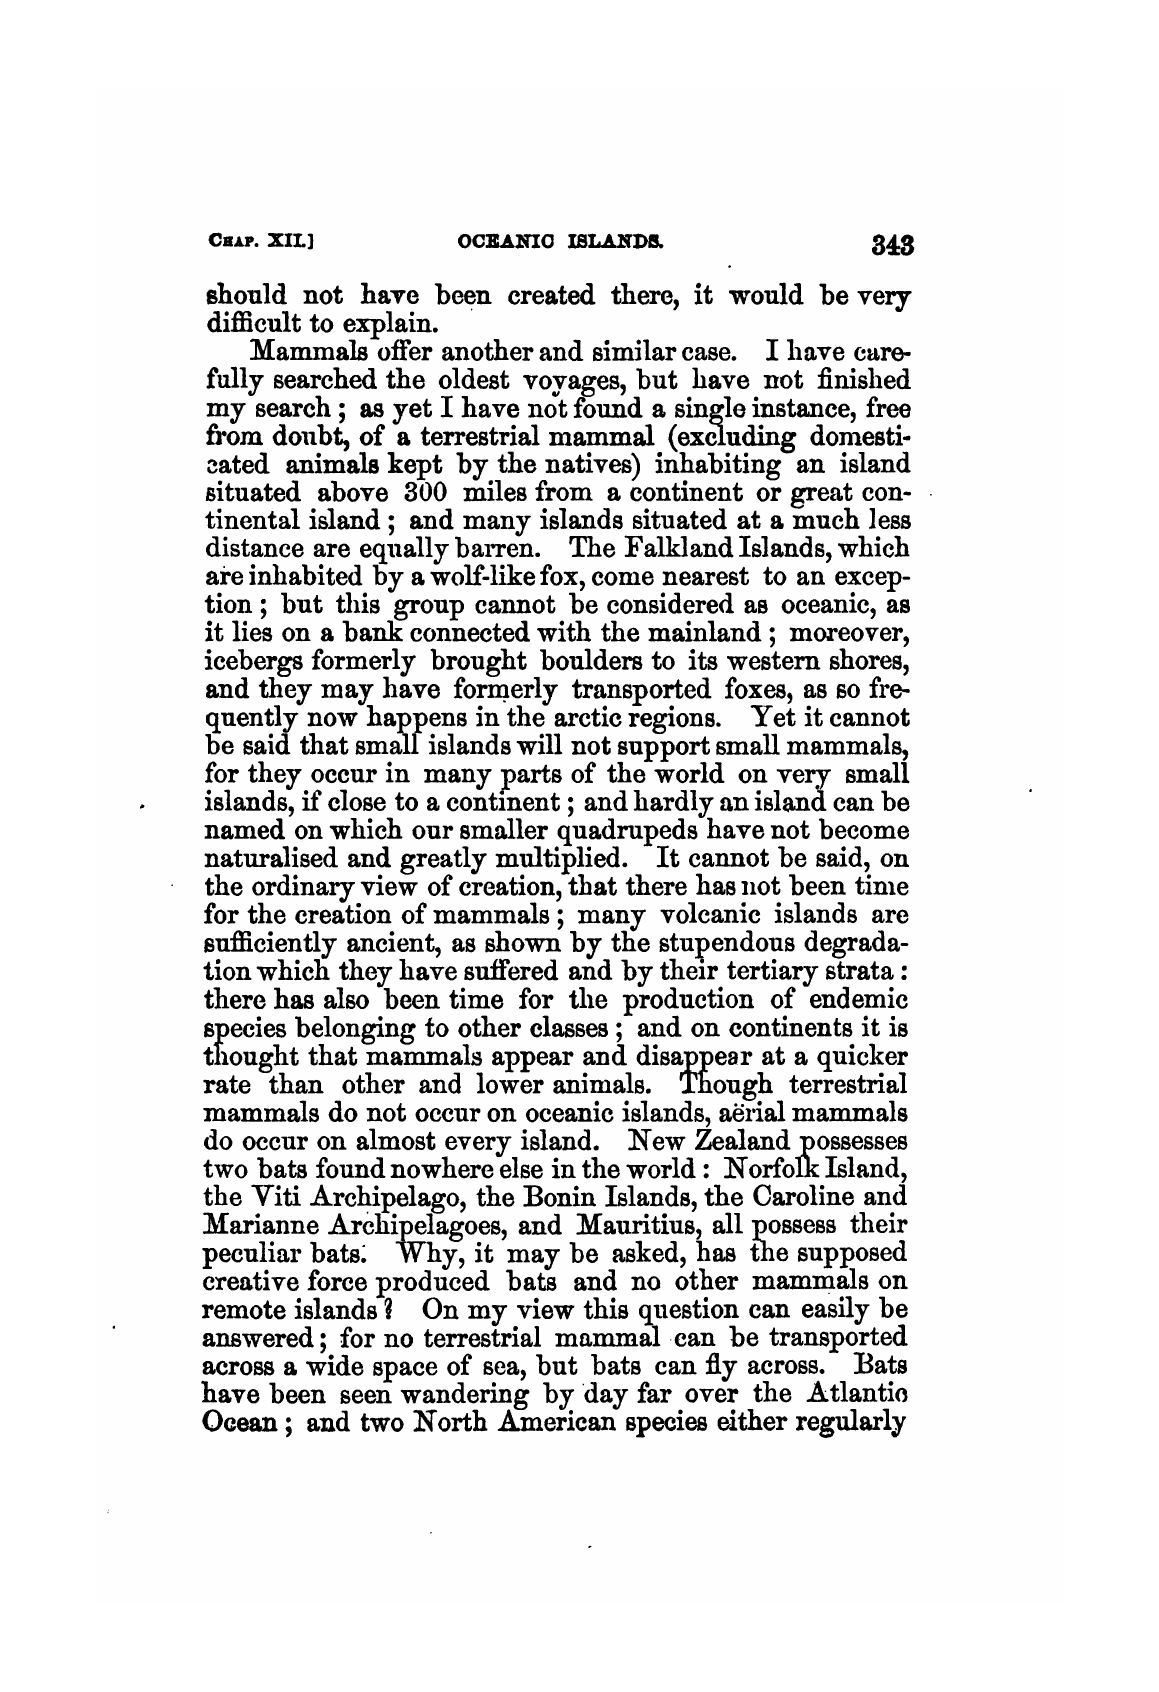 CHAP. XII.] OCEANIC ISLANDS. 343
should not have been created there, it would be very
difficult to explain.
Mammals offer another and similar case. I have care-
fully searched the oldest voyages, but have not finished
my search ; as yet I have not found a single instance, free
from doubt, of a terrestrial mammal (excluding domesti-
cated animals kept by the natives) inhabiting an island
situated above 300 miles from a continent or great con-
tinental island ; and many islands situated at a much less
distance are equally barren. The Falkland Islands, which
are inhabited by a wolf-like fox, come nearest to an excep-
tion ; but this group cannot be considered as oceanic, as
it lies on a bank connected with the mainland ; moreover,
icebergs formerly brought boulders to its western shores,
and they may have formerly transported foxes, as so fre-
quently now happens in the arctic regions. Yet it cannot
be said that small islands will not support small mammals,
for they occur in many parts of the world on very small
islands, if close to a continent ; and hardly an island can be
named on which our smaller quadrupeds have not become
naturalised and greatly multiplied. It cannot be said, on
the ordinary view of creation, that there has not been time
for the creation of mammals ; many volcanic islands are
sufficiently ancient, as shown by the stupendous degrada-
tion which they have suffered and by their tertiary strata :
there has also been time for the production of endemic
species belonging to other classes ; and on continents it is
thought that mammals appear and disappear at a quicker
rate than other and lower animals. Though terrestrial
mammals do not occur on oceanic islands, aërial mammals
do occur on almost every island. New Zealand possesses
two bats found nowhere else in the world : Norfolk Island,
the Viti Archipelago, the Bonin Islands, the Caroline and
Marianne Archipelagoes, and Mauritius, all possess their
peculiar bats. Why, it may be asked, has the supposed
creative force produced bats and no other mammals on
remote islands ? On my view this question can easily be
answered ; for no terrestrial mammal can be transported
across a wide space of sea, but bats can fly across. Bats
have been seen wandering by day far over the Atlantic
Ocean ; and two North American species either regularly